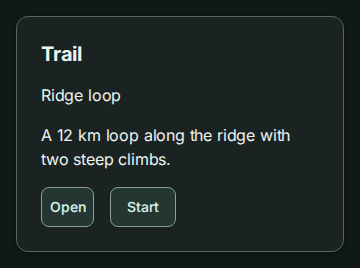 Trail
Ridge loop
A 12 km loop along the ridge with
two steep climbs.
Open
Start